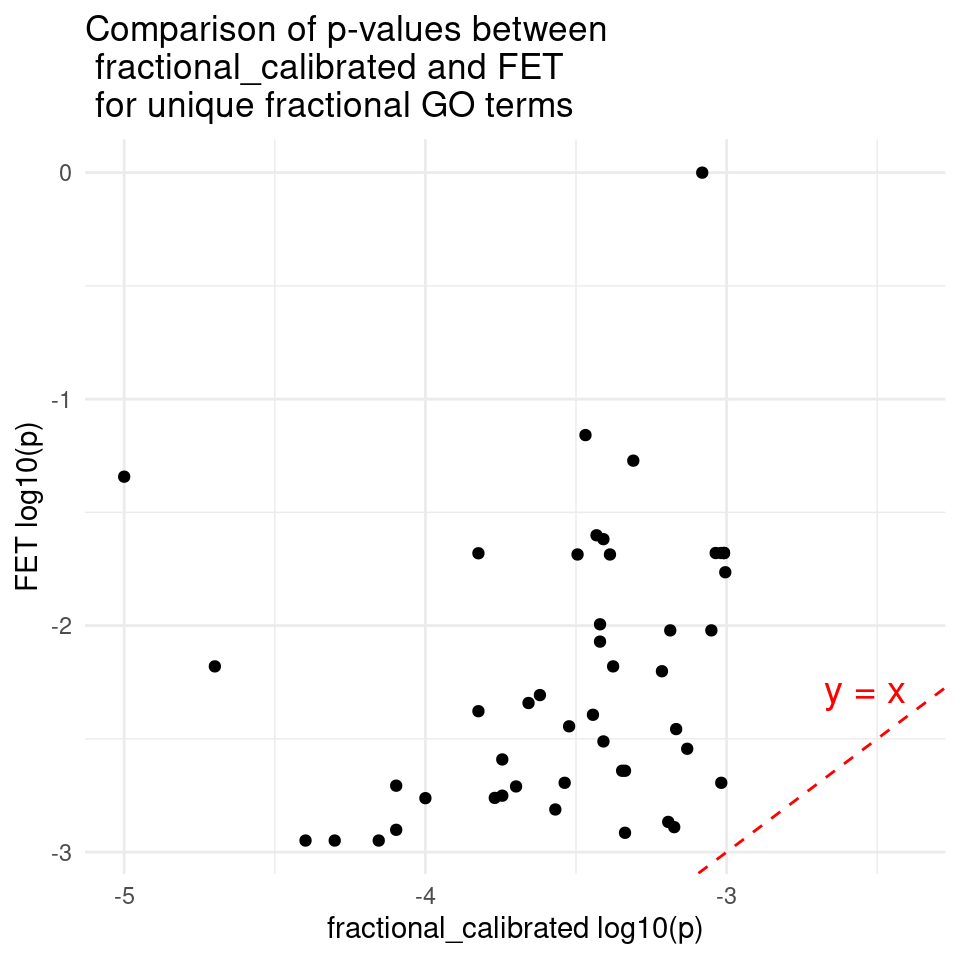 Comparison of p-values between
fractional_calibrated and FET
for unique fractional GO terms
0
-1
-2
-3
y = x
-5
-4
-3
FET log10(p)
fractional_calibrated log10(p)